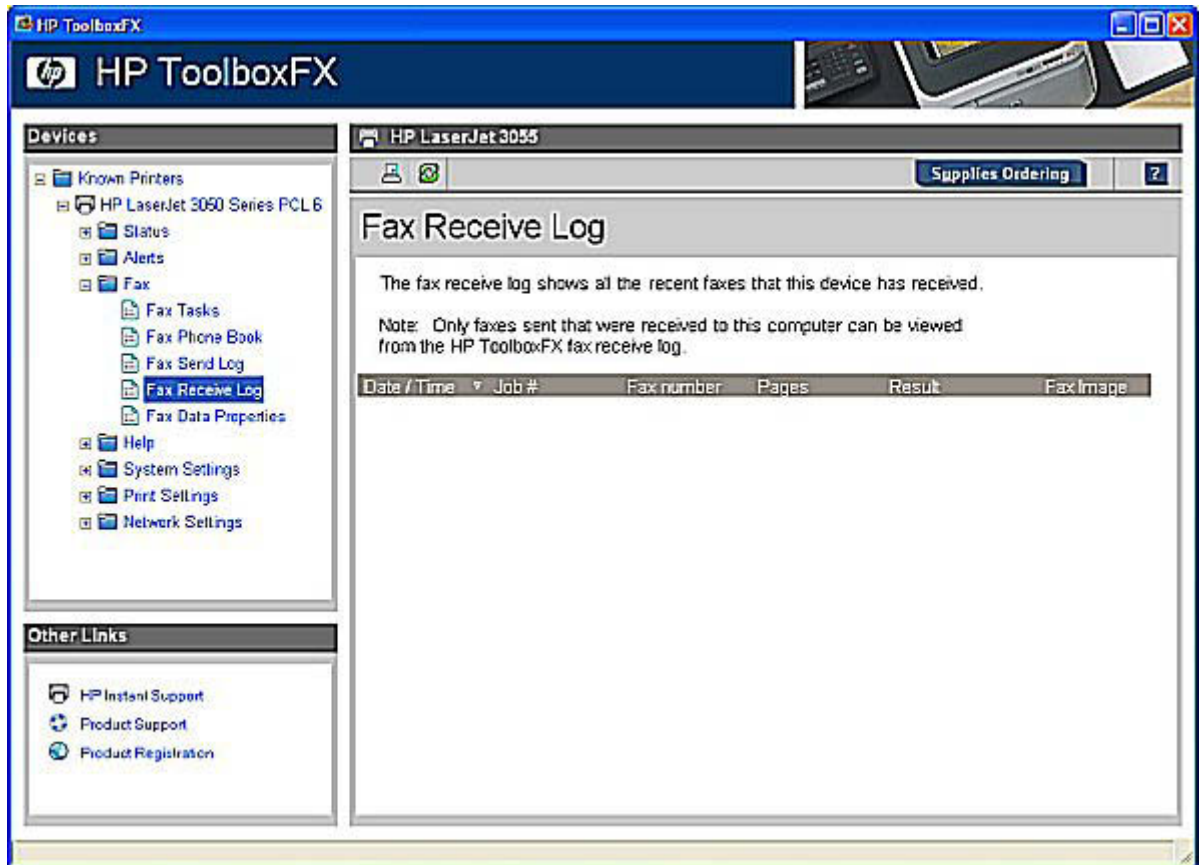 HP ToolboxFX
hp HP ToolboxFX
Devices
Known Printers
HP LaserJet 3050 Series PCL 6
Status
Alerts
Fax
Fax Tasks
Fax Phone Book
Fax Send Log
Fax Receive Log
Fax Data Properties
Help
System Settings
Print Settings
Network Settings
Other Links
HP Instant Support
Product Support
Product Registration
HP LaserJet 3055
Supplies Ordering ?
Fax Receive Log
The fax receive log shows all the recent faxes that this device has received.
Note: Only faxes sent that were received to this computer can be viewed
from the HP ToolboxFX fax receive log.
Date / Time Job # Fax number Pages Result Fax Image